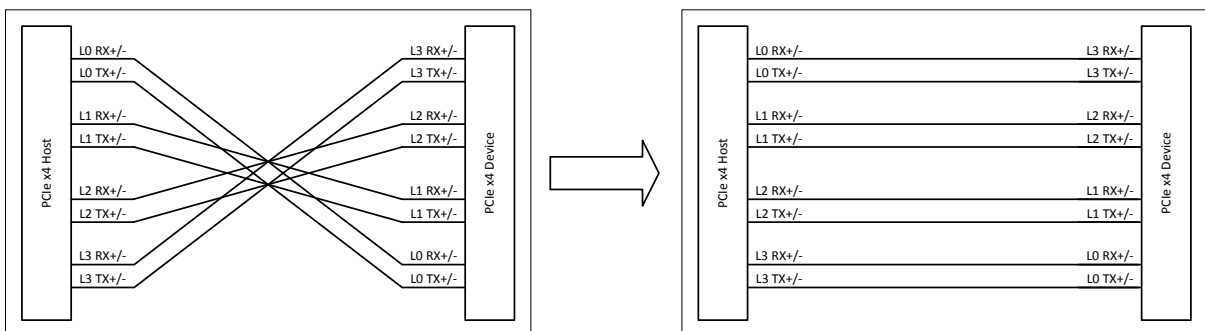 PCIe x4 Host
L0 RX+/-
L0 TX+/-
L1 RX+/-
L1 TX+/-
L2 RX+/-
L2 TX+/-
L3 RX+/-
L3 TX+/-
L3 RX+/-
L3 TX+/-
L2 RX+/-
L2 TX+/-
L1 RX+/-
L1 TX+/-
L0 RX+/-
L0 TX+/-
PCIe x4 Device
PCIe x4 Host
L0 RX+/-
L0 TX+/-
L1 RX+/-
L1 TX+/-
L2 RX+/-
L2 TX+/-
L3 RX+/-
L3 TX+/-
L3 RX+/-
L3 TX+/-
L2 RX+/-
L2 TX+/-
L1 RX+/-
L1 TX+/-
L0 RX+/-
L0 TX+/-
PCIe x4 Device